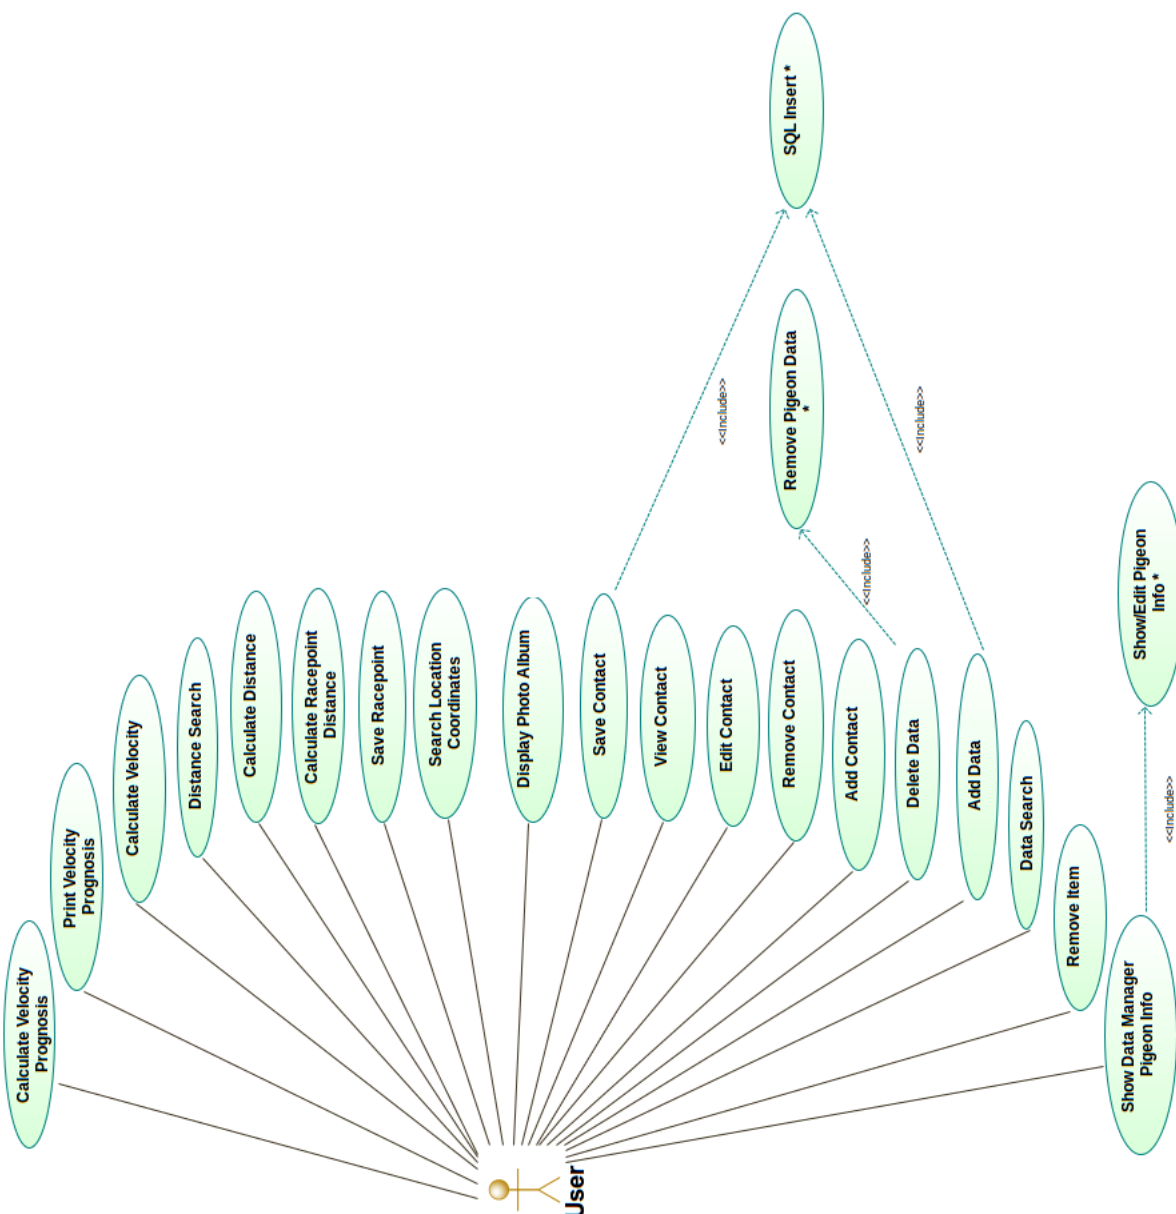 Calculate Velocity
Prognosis
Print Velocity
Prognosis
Calculate Velocity
Distance Search
Calculate Distance
Calculate Racepoint
Distance
Save Racepoint
Search Location
Coordinates
Display Photo Album
Save Contact
View Contact
Edit Contact
Remove Contact
Add Contact
Delete Data
Add Data
Data Search
Remove Item
Show Data Manager
Pigeon Info
User
<<Include>>
<<Include>>
<<Include>>
<<Include>>
SQL Insert *
Remove Pigeon Data
*
Show/Edit Pigeon
Info *